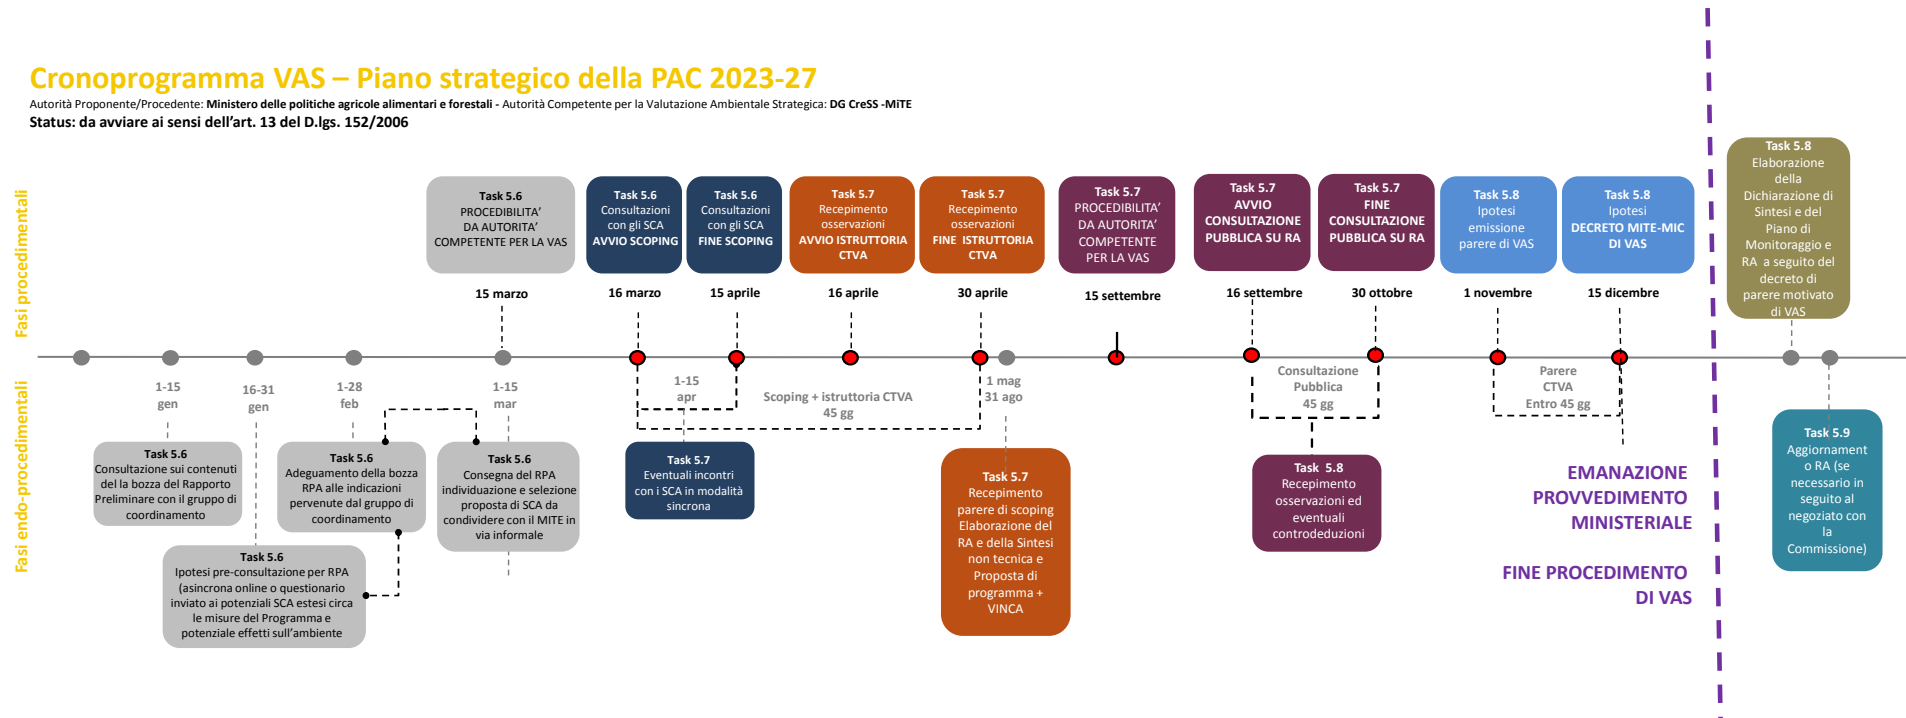 Cronoprogramma VAS – Piano strategico della PAC 2023-27
Autorità Proponente/Procedente: Ministero delle politiche agricole alimentari e forestali - Autorità Competente per la Valutazione Ambientale Strategica: DG CreSS -MiTE
Status: da avviare ai sensi dell'art. 13 del D.lgs. 152/2006
Fasi procedimentali
Task 5.6
PROCEDIBILITA'
DA AUTORITA'
COMPETENTE PER LA VAS
15 marzo
Task 5.6
Consultazioni
con gli SCA
AVVIO SCOPING
16 marzo
Task 5.6
Consultazioni
con gli SCA
FINE SCOPING
15 aprile
Task 5.7
Recepimento
osservazioni
AVVIO ISTRUTTORIA
CTVA
16 aprile
Task 5.7
Recepimento
osservazioni
FINE ISTRUTTORIA
CTVA
30 aprile
Task 5.7
PROCEDIBILITA'
DA AUTORITA'
COMPETENTE
PER LA VAS
15 settembre
Task 5.7
AVVIO
CONSULTAZIONE
PUBBLICA SU RA
16 settembre
Task 5.7
FINE
CONSULTAZIONE
PUBBLICA SU RA
30 ottobre
Task 5.8
Ipotesi
emissione
parere di VAS
1 novembre
Task 5.8
Ipotesi
DECRETO MITE-MIC
DI VAS
15 dicembre
Task 5.8
Elaborazione
della
Dichiarazione di
Sintesi e del
Piano di
Monitoraggio e
RA a seguito del
decreto di
parere motivato
di VAS
Fasi endo-procedimentali
1-15
gen
16-31
gen
1-28
feb
1-15
mar
1-15
apr
Scoping + istruttoria CTVA
45 gg
1 mag
31 ago
Consultazione
Pubblica
45 gg
Parere
CTVA
Entro 45 gg
Task 5.6
Consultazione sui contenuti
del la bozza del Rapporto
Preliminare con il gruppo di
coordinamento
Task 5.6
Ipotesi pre-consultazione per RPA
(asincrona online o questionario
inviato ai potenziali SCA estesi circa
le misure del Programma e
potenziale effetti sull'ambiente
Task 5.6
Adeguamento della bozza
RPA alle indicazioni
pervenute dal gruppo di
coordinamento
Task 5.6
Consegna del RPA
individuazione e selezione
proposta di SCA da
condividere con il MITE in
via informale
Task 5.7
Eventuali incontri
con i SCA in modalità
sincrona
Task 5.7
Recepimento
parere di scoping
Elaborazione del
RA e della Sintesi
non tecnica e
Proposta di
programma +
VINCA
Task 5.8
Recepimento
osservazioni ed
eventuali
controdeduzioni
EMANAZIONE
PROVVEDIMENTO
MINISTERIALE
FINE PROCEDIMENTO
DI VAS
Task 5.9
Aggiornament
o RA (se
necessario in
seguito al
negoziato con
la
Commissione)